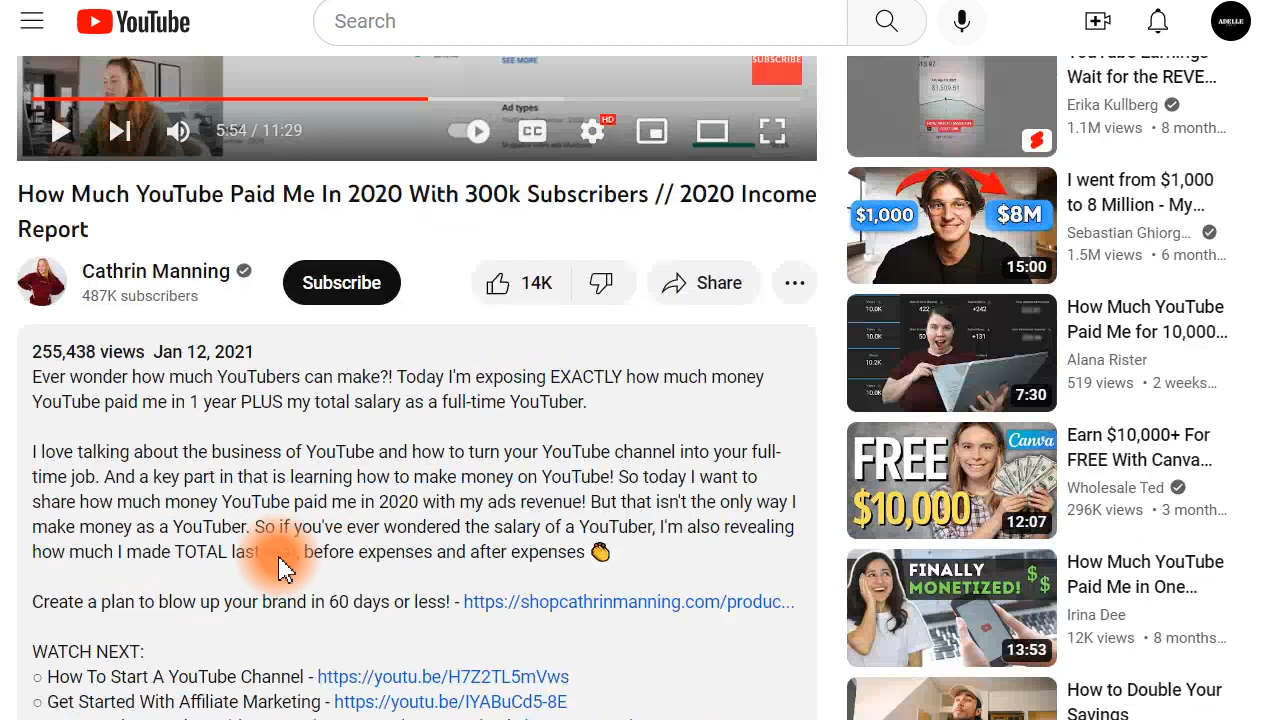 YouTube
Search
ADELLE
SUBSCRIBE
SEE MORE
Ad types
5:54 / 11:29
CC
HD
How Much YouTube Paid Me In 2020 With 300k Subscribers // 2020 Income
Report
Cathrin Manning
487K subscribers
Subscribe
14K
Share
255,438 views Jan 12, 2021
Ever wonder how much YouTubers can make?! Today I'm exposing EXACTLY how much money
YouTube paid me in 1 year PLUS my total salary as a full-time YouTuber.
I love talking about the business of YouTube and how to turn your YouTube channel into your full-
time job. And a key part in that is learning how to make money on YouTube! So today I want to
share how much money YouTube paid me in 2020 with my ads revenue! But that isn't the only way I
make money as a YouTuber. So if you've ever wondered the salary of a YouTuber, I'm also revealing
how much I made TOTAL last before expenses and after expenses 👏
Create a plan to blow up your brand in 60 days or less! - https://shopcathrinmanning.com/produc...
WATCH NEXT:
○ How To Start A YouTube Channel - https://youtu.be/H7Z2TL5mVws
○ Get Started With Affiliate Marketing - https://youtu.be/IYABuCd5-8E
YouTube Earnings
Wait for the REVE...
Erika Kullberg
1.1M views • 8 month...
$1,000
$8M
15:00
I went from $1,000
to 8 Million - My...
Sebastian Ghiorg...
1.5M views • 6 month...
7:30
How Much YouTube
Paid Me for 10,000...
Alana Rister
519 views • 2 weeks...
FREE
$10,000
Canva
12:07
Earn $10,000+ For
FREE With Canva...
Wholesale Ted
296K views • 3 month...
FINALLY
MONETIZED!
$ $
13:53
How Much YouTube
Paid Me in One...
Irina Dee
12K views • 8 months...
How to Double Your
Savings